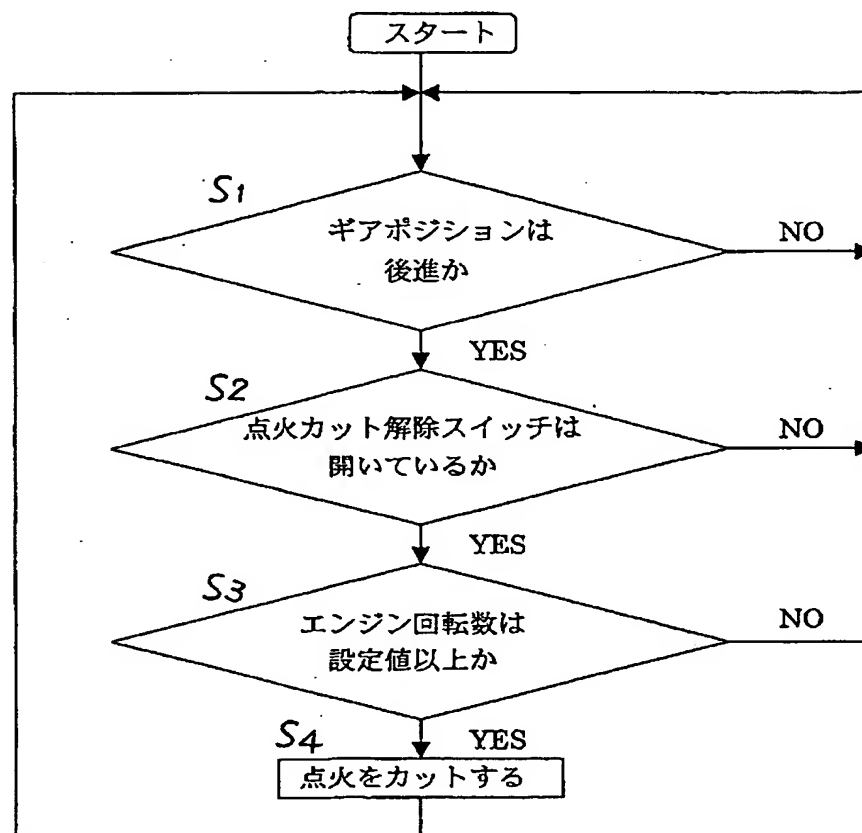 スタート
S1
ギアポジションは
後進か
NO
YES
S2
点火カット解除スイッチは
開いているか
NO
YES
S3
エンジン回転数は
設定値以上か
NO
YES
S4
点火をカットする